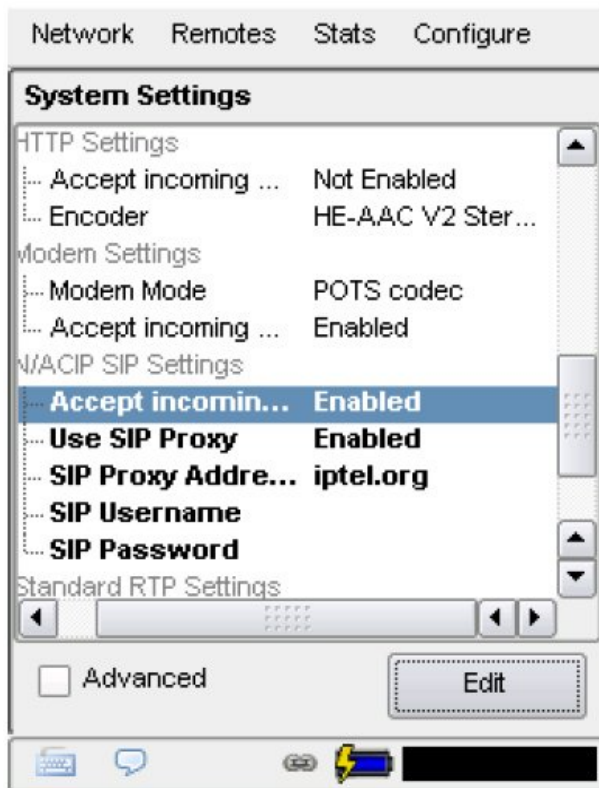 Network Remotes Stats Configure
System Settings
HTTP Settings
Accept incoming ... Not Enabled
Encoder HE-AAC V2 Ster...
Modem Settings
Modem Mode POTS codec
Accept incoming ... Enabled
N/ACIP SIP Settings
Accept incomin... Enabled
Use SIP Proxy Enabled
SIP Proxy Addre... iptel.org
SIP Username
SIP Password
Standard RTP Settings
Advanced
Edit